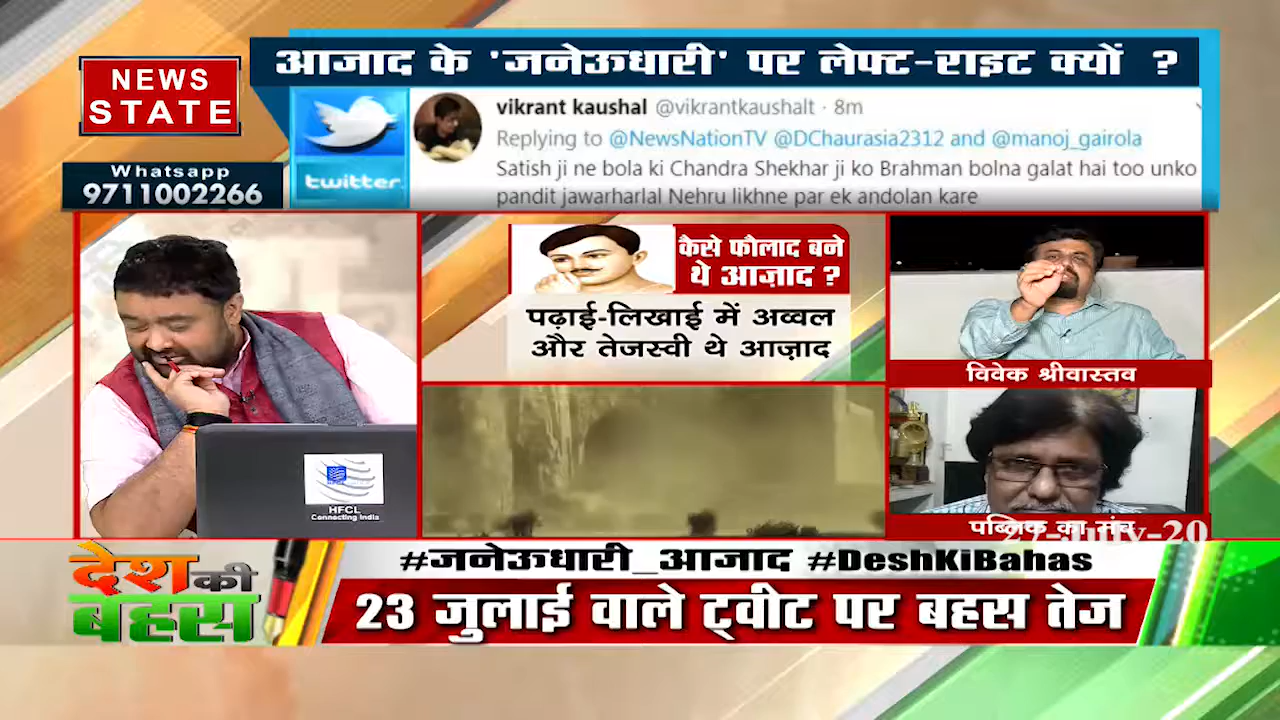 NEWS
STATE
आजाद के 'जनेऊधारी' पर लेफ्ट-राइट क्यों ?
twitter
vikrant kaushal @vikrantkaushalt · 8m
Replying to @NewsNationTV @DChaurasia2312 and @manoj_gairola
Satish ji ne bola ki Chandra Shekhar ji ko Brahman bolna galat hai too unko
pandit jawarharlal Nehru likhne par ek andolan kare
Whatsapp
9711002266
कैसे फौलाद बने
थे आज़ाद ?
पढ़ाई-लिखाई में अव्वल
और तेजस्वी थे आज़ाद
विवेक श्रीवास्तव
HFCL
Connecting India
पब्लिक का मंच
27-July-20
देश की
बहस
#जनेऊधारी_आजाद #DeshKiBahas
23 जुलाई वाले ट्वीट पर बहस तेज